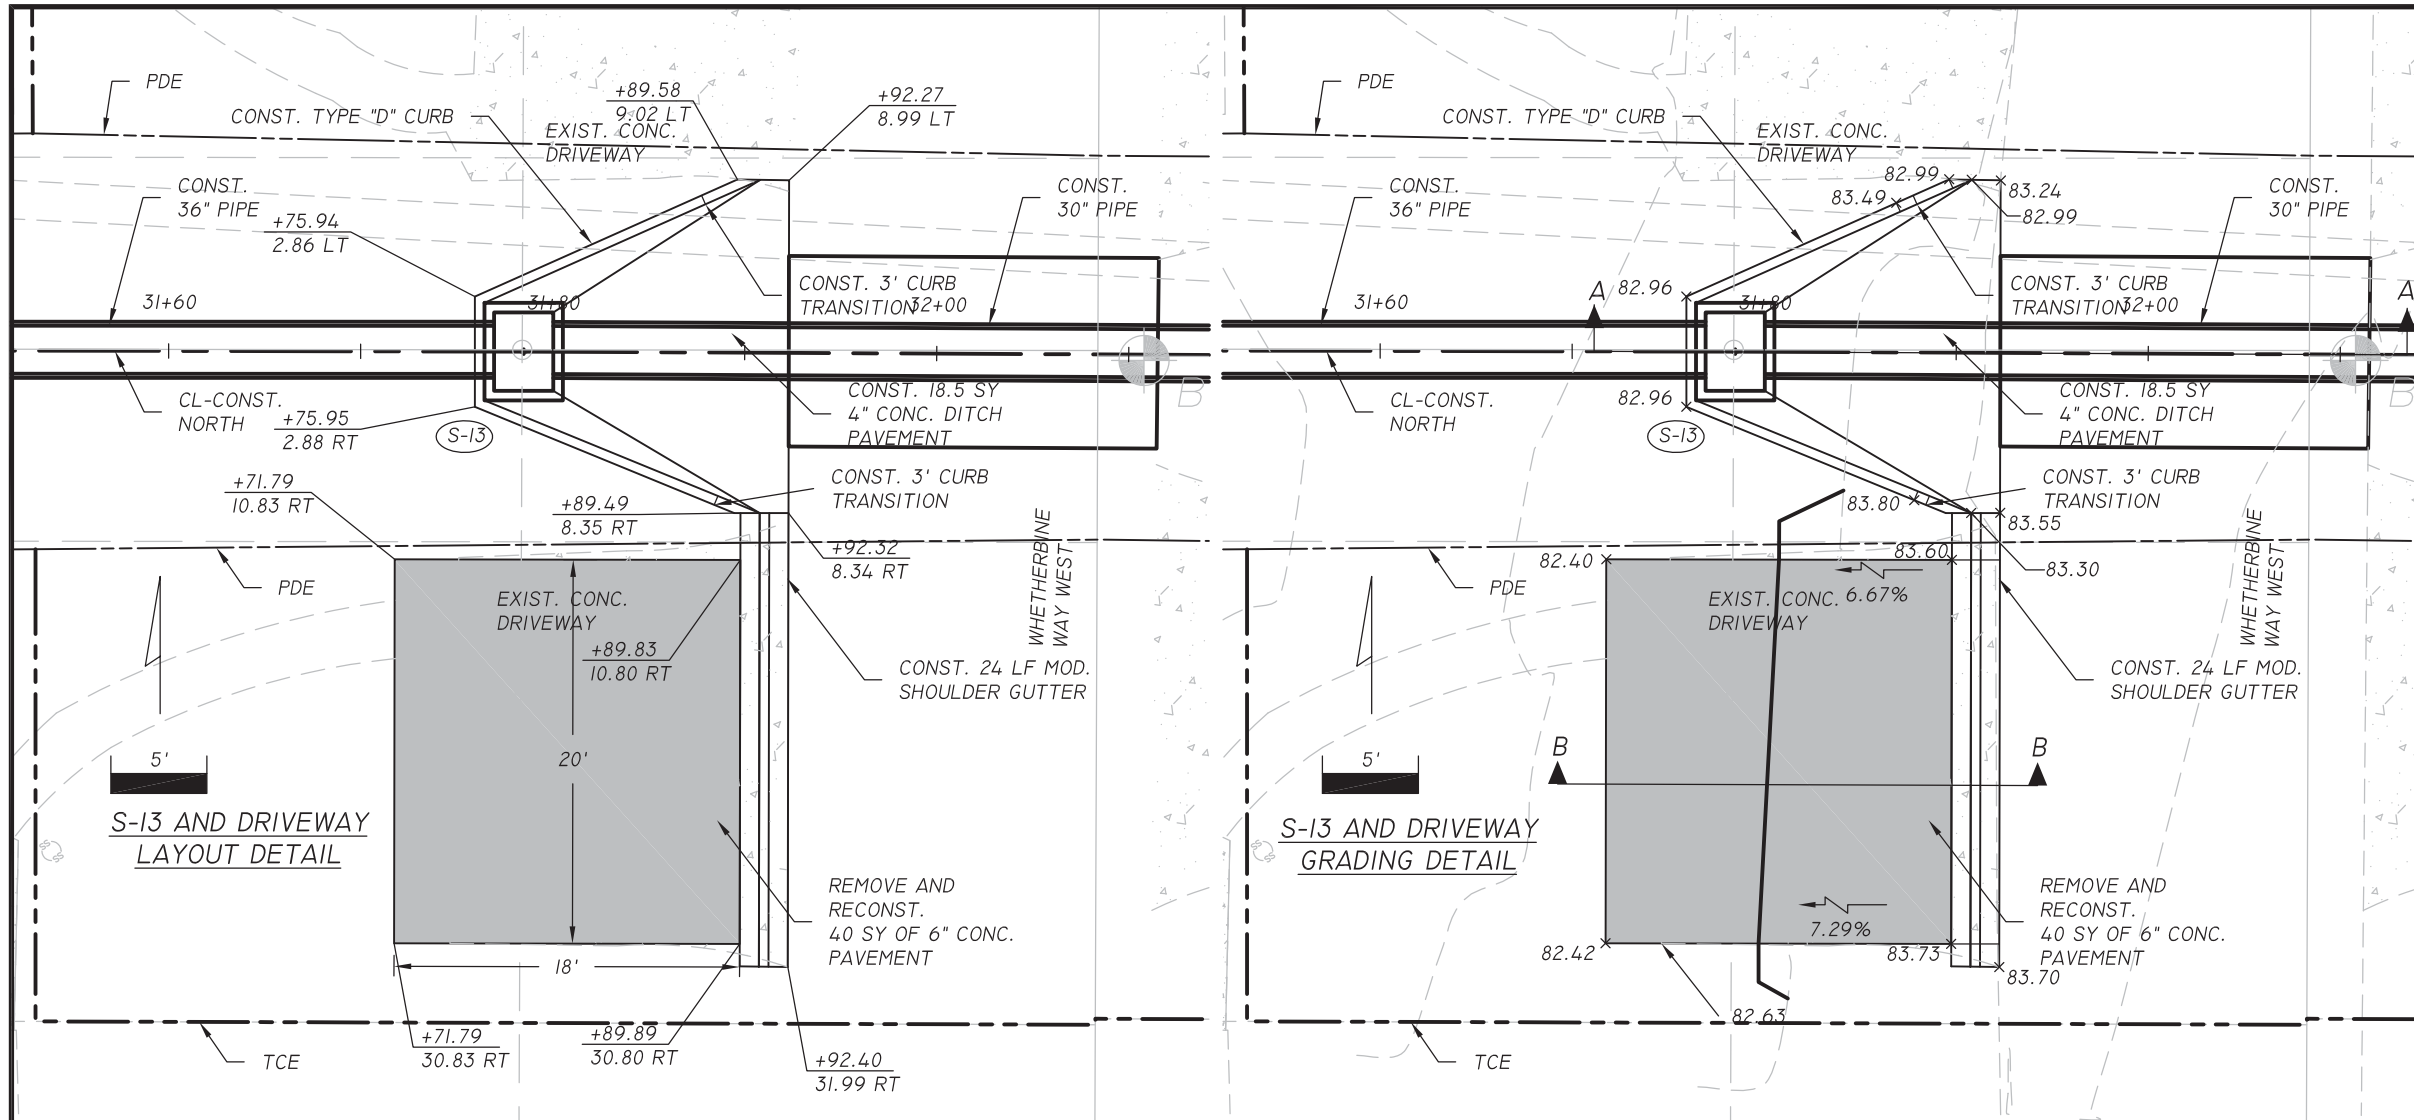 PDE
CONST. TYPE "D" CURB
+89.58
9.02 LT
EXIST. CONC.
DRIVEWAY
+92.27
8.99 LT
CONST.
36" PIPE
+75.94
2.86 LT
CONST.
30" PIPE
31+60
31+80
CONST. 3' CURB
TRANSITION
32+00
CL-CONST.
NORTH
+75.95
2.88 RT
S-13
CONST. 18.5 SY
4" CONC. DITCH
PAVEMENT
B
+71.79
10.83 RT
+89.49
8.35 RT
CONST. 3' CURB
TRANSITION
+92.32
8.34 RT
WHETHERBINE
WAY WEST
PDE
EXIST. CONC.
DRIVEWAY
+89.83
10.80 RT
CONST. 24 LF MOD.
SHOULDER GUTTER
5'
20'
S-13 AND DRIVEWAY
LAYOUT DETAIL
REMOVE AND
RECONST.
40 SY OF 6" CONC.
PAVEMENT
18'
+71.79
30.83 RT
+89.89
30.80 RT
+92.40
31.99 RT
TCE
PDE
CONST. TYPE "D" CURB
EXIST. CONC.
DRIVEWAY
82.99
83.49
83.24
82.99
CONST.
36" PIPE
CONST.
30" PIPE
82.96
31+60
A
31+80
CONST. 3' CURB
TRANSITION
32+00
A
CL-CONST.
NORTH
82.96
S-13
CONST. 18.5 SY
4" CONC. DITCH
PAVEMENT
B
83.80
CONST. 3' CURB
TRANSITION
83.55
WHETHERBINE
WAY WEST
82.40
83.60
83.30
PDE
6.67%
EXIST. CONC.
DRIVEWAY
CONST. 24 LF MOD.
SHOULDER GUTTER
5'
B
B
S-13 AND DRIVEWAY
GRADING DETAIL
REMOVE AND
RECONST.
40 SY OF 6" CONC.
PAVEMENT
7.29%
82.42
83.73
83.70
82.63
TCE